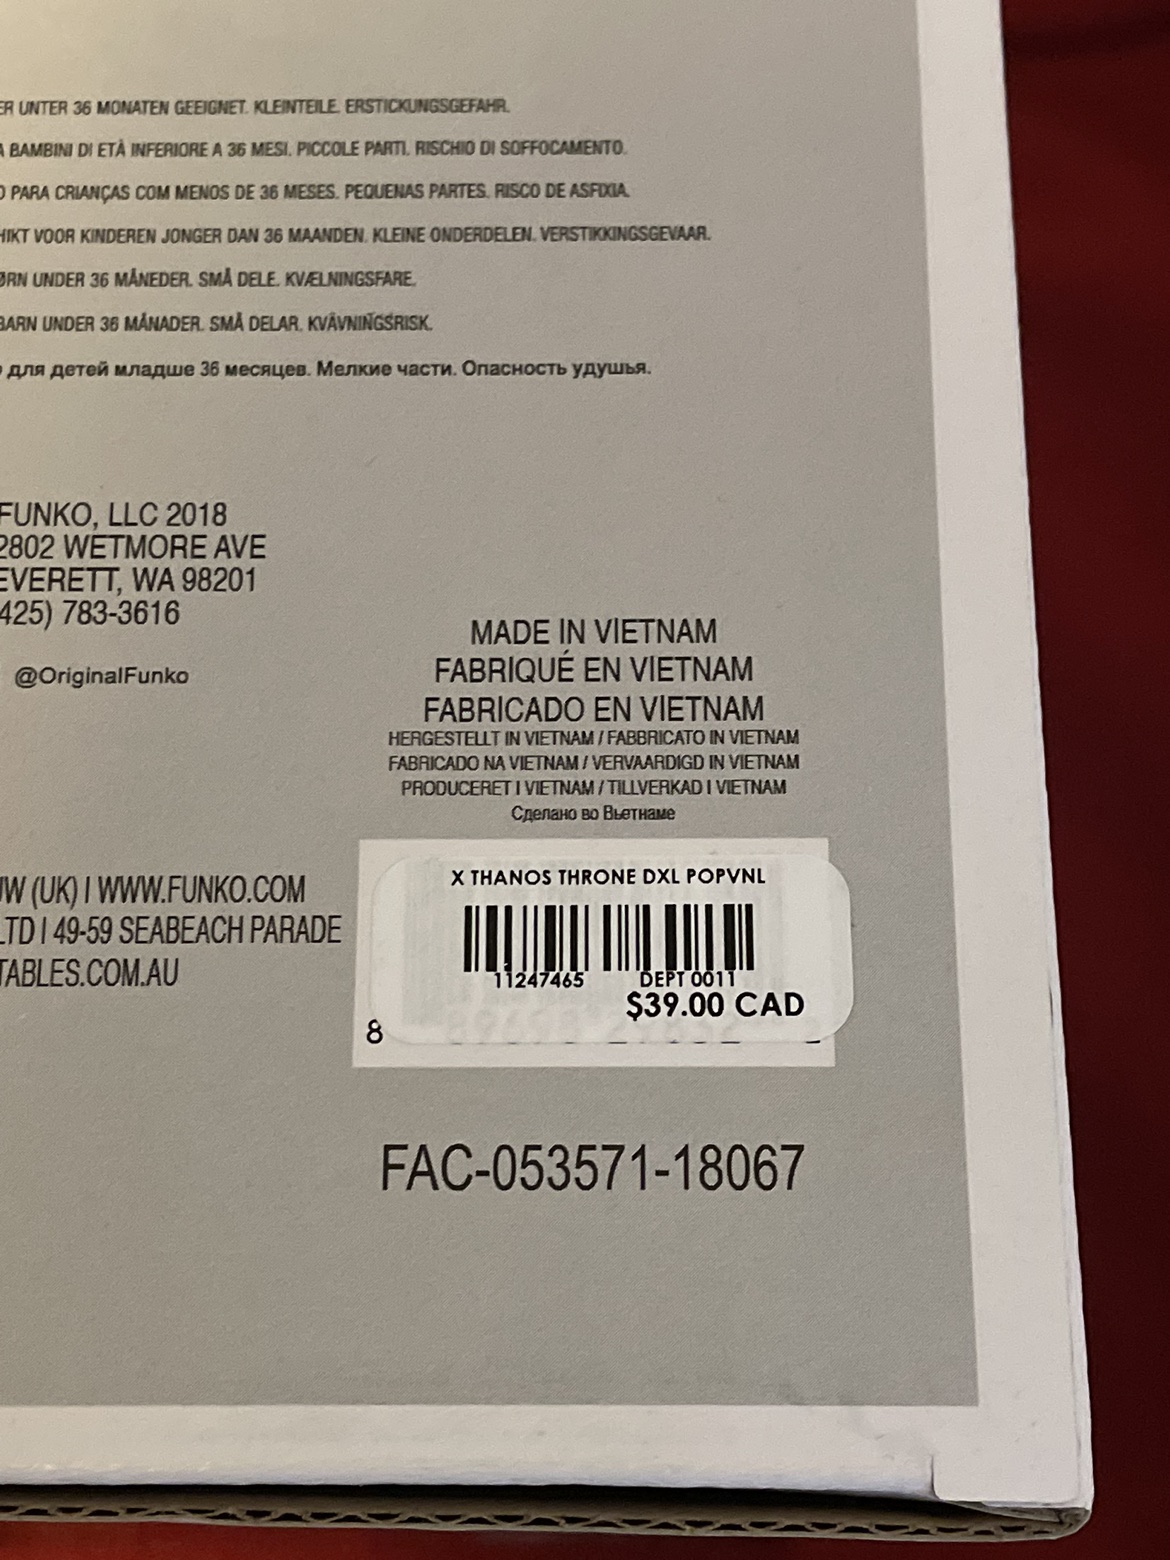 ER UNTER 36 MONATEN GEEIGNET. KLEINTEILE. ERSTICKUNGSGEFAHR.
A BAMBINI DI ETÀ INFERIORE A 36 MESI. PICCOLE PARTI. RISCHIO DI SOFFOCAMENTO.
O PARA CRIANÇAS COM MENOS DE 36 MESES. PEQUENAS PARTES. RISCO DE ASFIXIA.
HIKT VOOR KINDEREN JONGER DAN 36 MAANDEN. KLEINE ONDERDELEN. VERSTIKKINGSGEVAAR.
ØRN UNDER 36 MÅNEDER. SMÅ DELE. KVÆLNINGSFARE.
BARN UNDER 36 MÅNADER. SMÅ DELAR. KVÄVNINGSRISK.
для детей младше 36 месяцев. Мелкие части. Опасность удушья.
FUNKO, LLC 2018
2802 WETMORE AVE
EVERETT, WA 98201
425) 783-3616
@OriginalFunko
MADE IN VIETNAM
FABRIQUÉ EN VIETNAM
FABRICADO EN VIETNAM
HERGESTELLT IN VIETNAM / FABBRICATO IN VIETNAM
FABRICADO NA VIETNAM / VERVAARDIGD IN VIETNAM
PRODUCERET I VIETNAM / TILLVERKAD I VIETNAM
Сделано во Вьетнаме
UW (UK) I WWW.FUNKO.COM
LTD I 49-59 SEABEACH PARADE
TABLES.COM.AU
X THANOS THRONE DXL POPVNL
11247465 DEPT 0011
$39.00 CAD
8
FAC-053571-18067